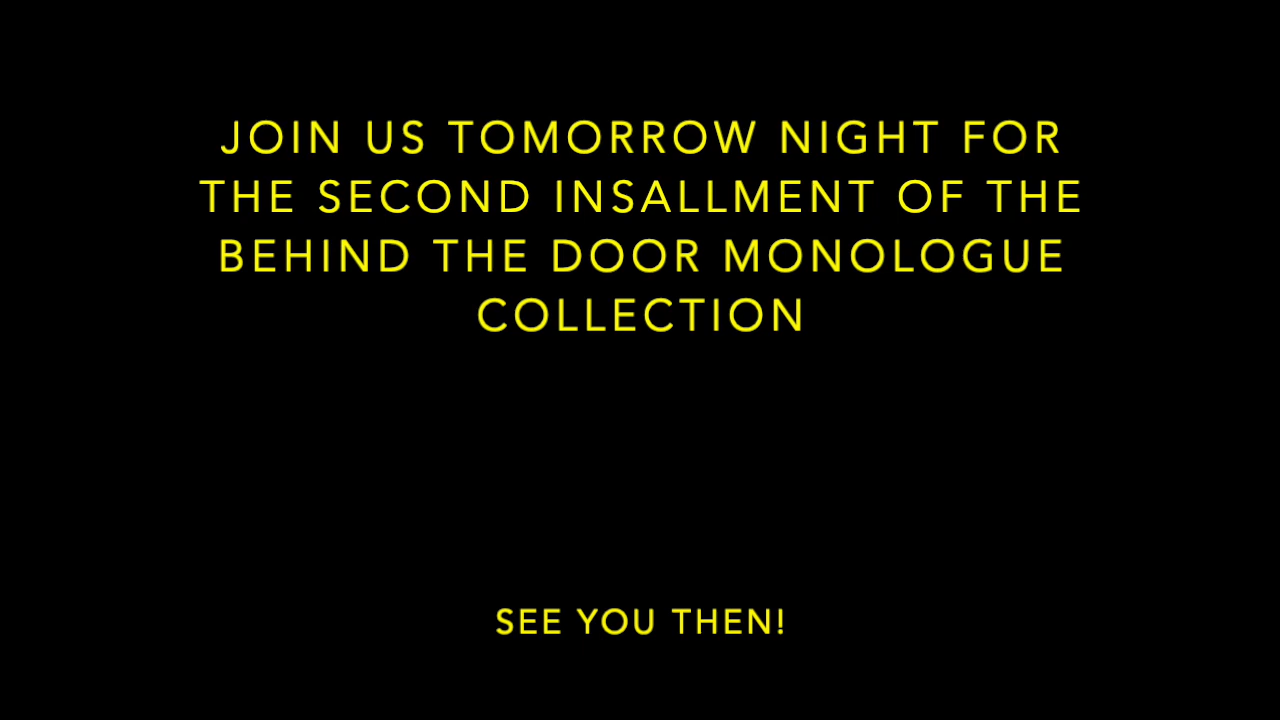 JOIN US TOMORROW NIGHT FOR
THE SECOND INSALLMENT OF THE
BEHIND THE DOOR MONOLOGUE
COLLECTION
SEE YOU THEN!